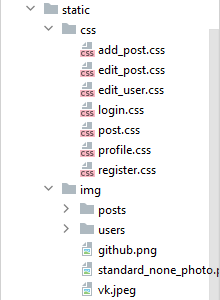 static
css
add_post.css
edit_post.css
edit_user.css
login.css
post.css
profile.css
register.css
img
posts
users
github.png
standard_none_photo.p
vk.jpeg